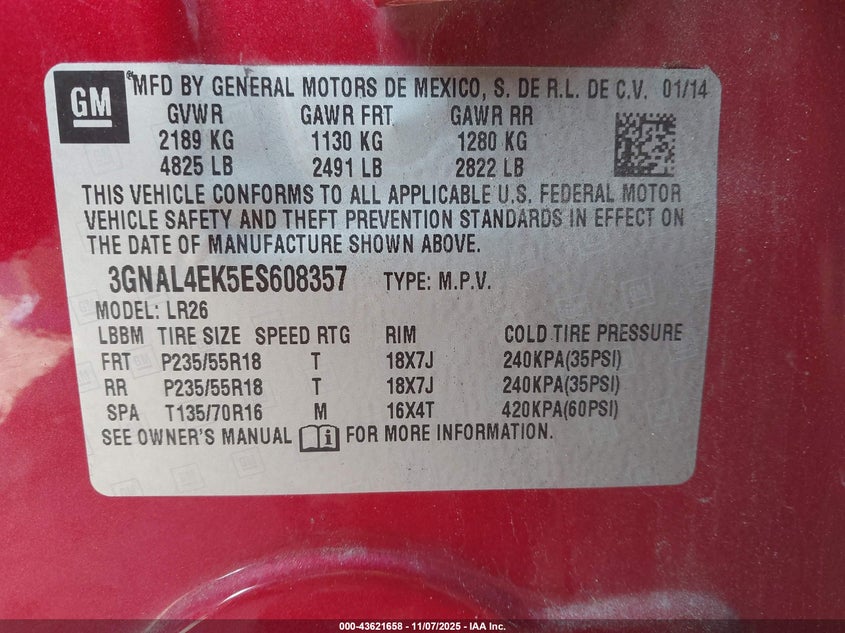 GM
®MFD BY GENERAL MOTORS DE MEXICO, S. DE R.L. DE C.V. 01/14
GVWR GAWR FRT GAWR RR
2189 KG 1130 KG 1280 KG
4825 LB 2491 LB 2822 LB
THIS VEHICLE CONFORMS TO ALL APPLICABLE U.S. FEDERAL MOTOR
VEHICLE SAFETY AND THEFT PREVENTION STANDARDS IN EFFECT ON
THE DATE OF MANUFACTURE SHOWN ABOVE.
3GNAL4EK5ES608357 TYPE: M.P.V.
MODEL: LR26
LBBM TIRE SIZE SPEED RTG RIM COLD TIRE PRESSURE
FRT P235/55R18 T 18X7J 240KPA(35PSI)
RR P235/55R18 T 18X7J 240KPA(35PSI)
SPA T135/70R16 M 16X4T 420KPA(60PSI)
SEE OWNER'S MANUAL FOR MORE INFORMATION.
000-43621658 - 11/07/2025 - IAA Inc.